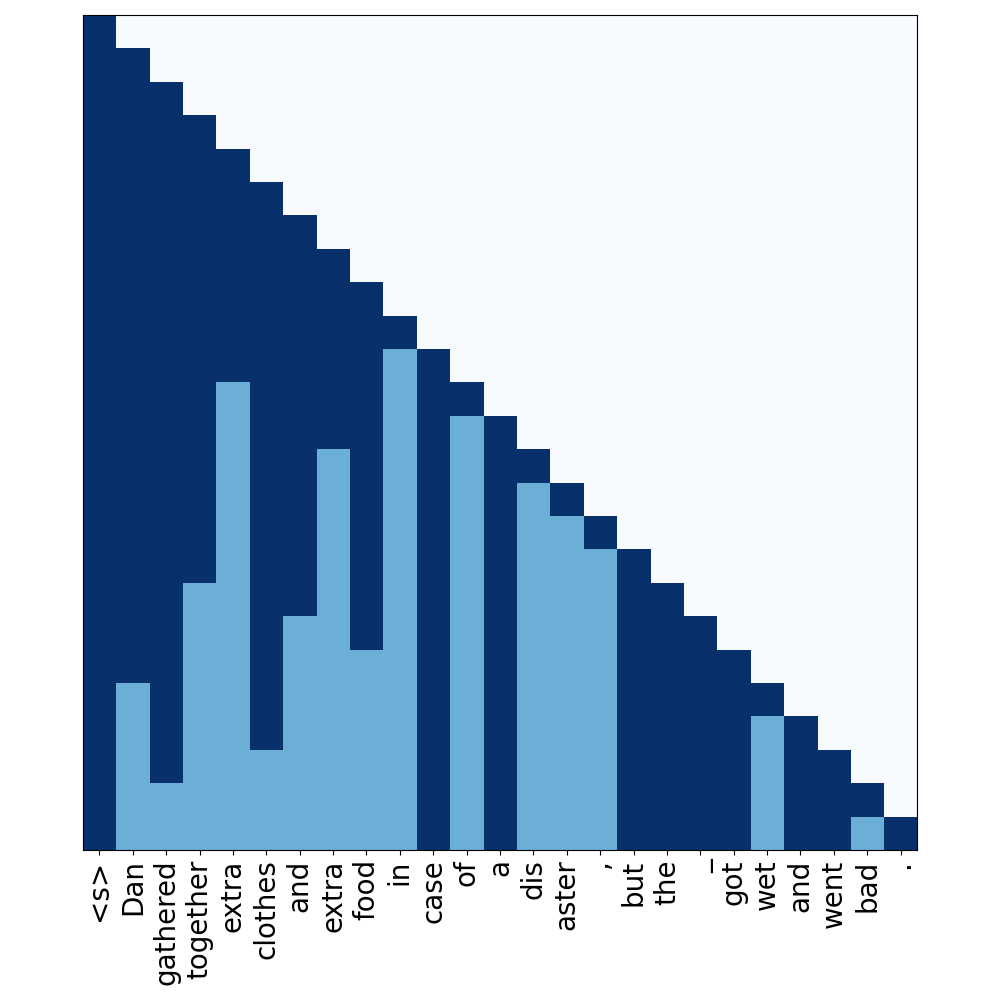 <s> Dan gathered together extra clothes and extra food in case of a dis aster , but the _ got wet and went bad .